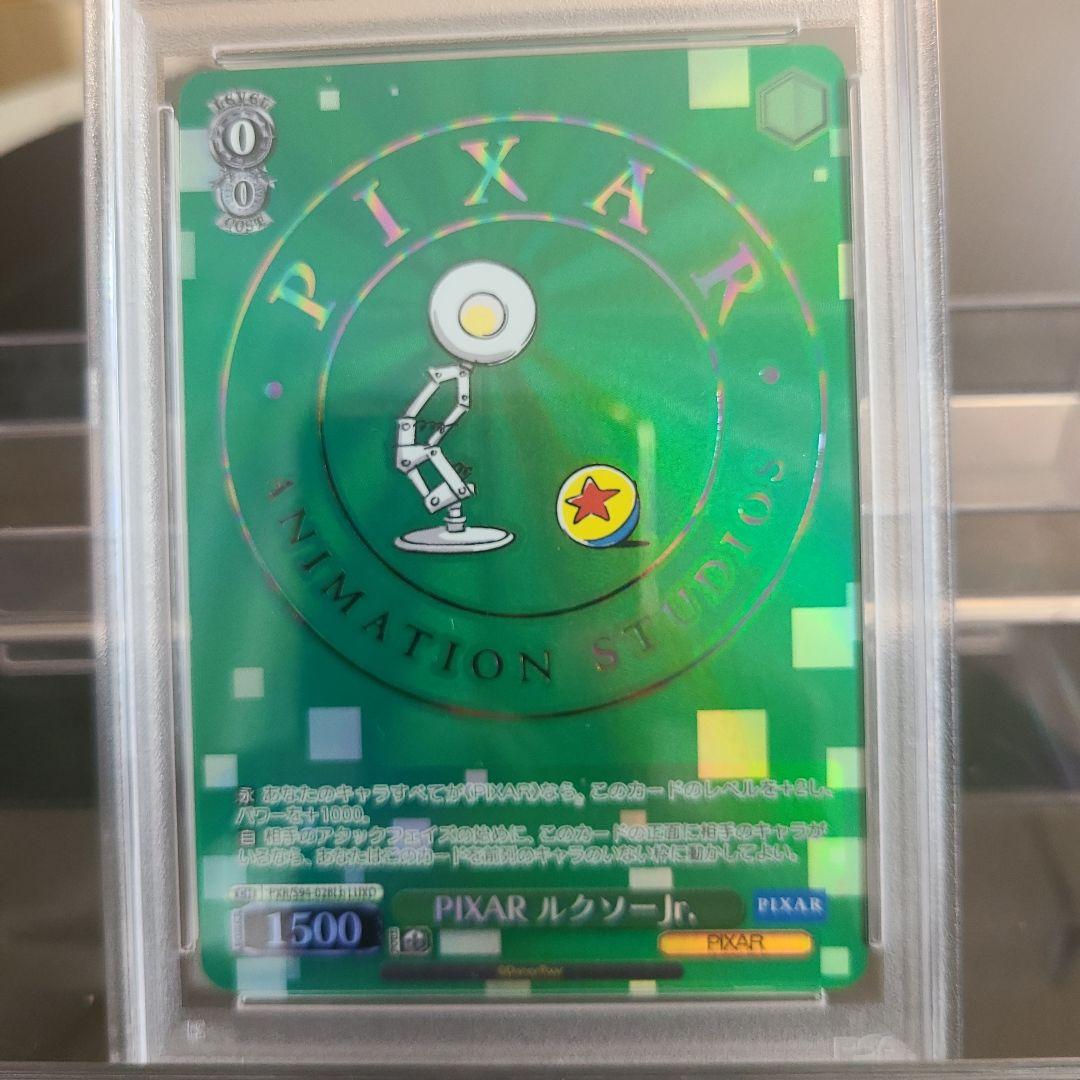 LEVEL
0
0
COST
PIXAR
ANIMATION STUDIOS
永 あなたのキャラすべてが《PIXAR》なら、このカードのレベルを+2し、
パワーを+1000。
自 相手のアタックフェイズの始めに、このカードの正面に相手のキャラが
いるなら、あなたはこのカードを前列のキャラのいない枠に動かしてよい。
LUXO
1500
PIXAR ルクソーJr.
PIXAR
PIXAR
©Disney/Pixar
PSA